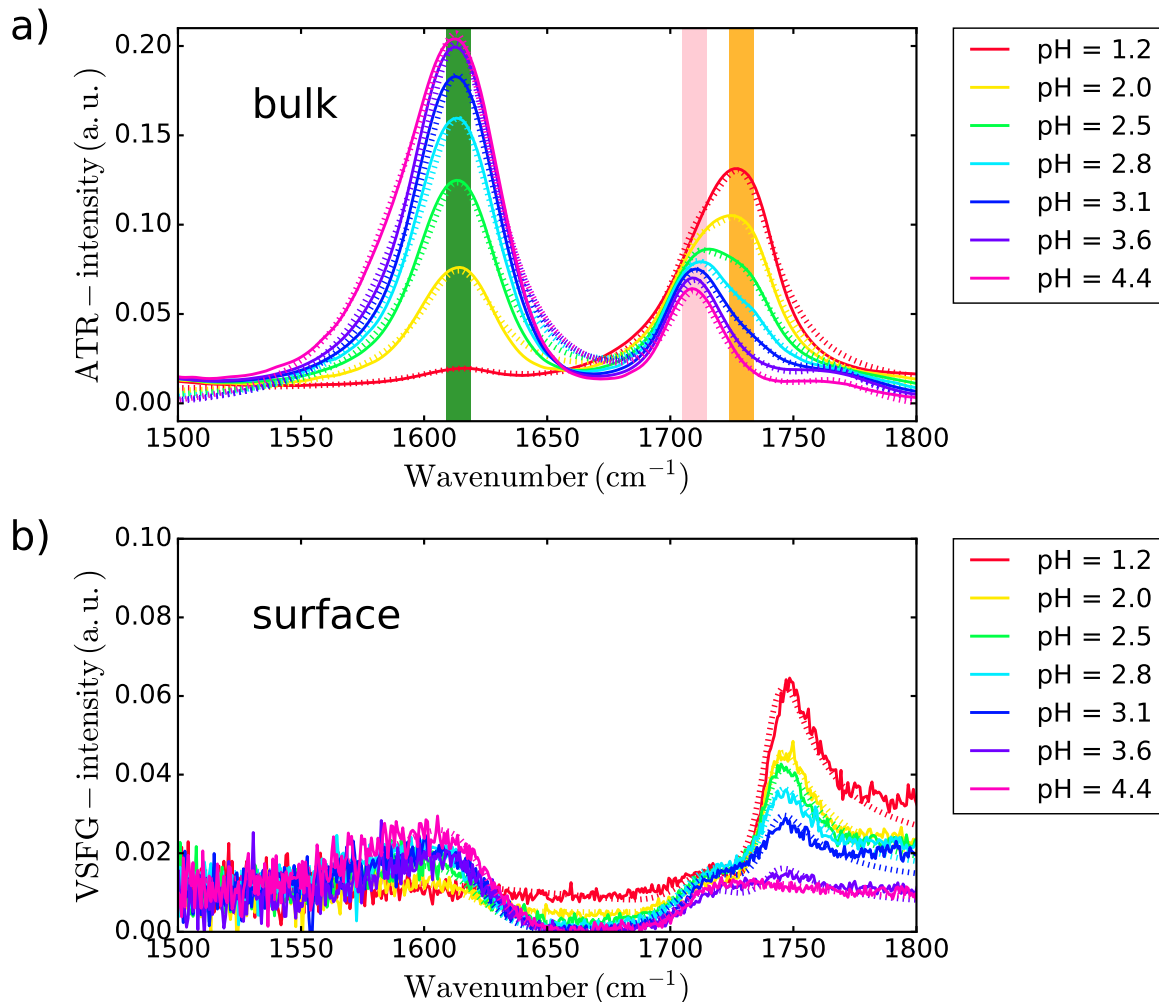 a)
ATR − intensity (a. u.)
0.20
0.15
0.10
0.05
0.00
bulk
1500 1550 1600 1650 1700 1750 1800
Wavenumber (cm⁻¹)
pH = 1.2
pH = 2.0
pH = 2.5
pH = 2.8
pH = 3.1
pH = 3.6
pH = 4.4
b)
VSFG − intensity (a. u.)
0.10
0.08
0.06
0.04
0.02
0.00
surface
1500 1550 1600 1650 1700 1750 1800
Wavenumber (cm⁻¹)
pH = 1.2
pH = 2.0
pH = 2.5
pH = 2.8
pH = 3.1
pH = 3.6
pH = 4.4